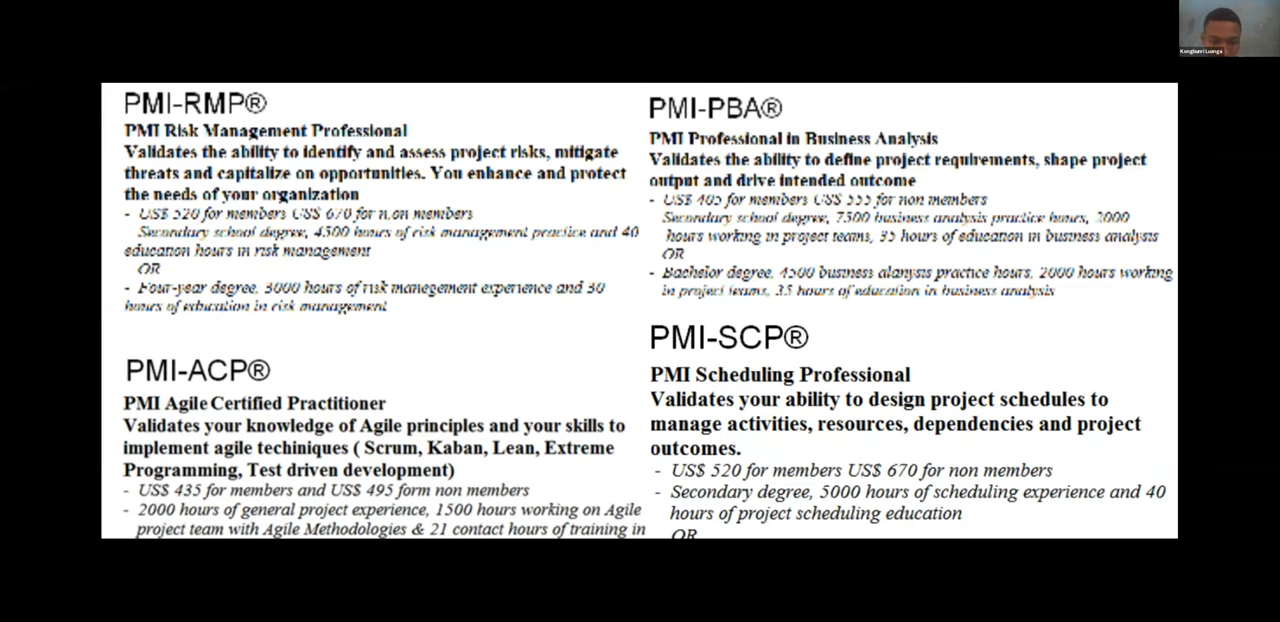 Kongbunri Luanga
PMI-RMP®
PMI Risk Management Professional
Validates the ability to identify and assess project risks, mitigate
threats and capitalize on opportunities. You enhance and protect
the needs of your organization
- US$ 520 for members US$ 670 for n,on members
Secondary school degree, 4500 hours of risk management practice and 40
education hours in risk management
OR
- Four-year degree, 3000 hours of risk manegement experience and 30
hours of education in risk management
PMI-ACP®
PMI Agile Certified Practitioner
Validates your knowledge of Agile principles and your skills to
implement agile techiniques ( Scrum, Kaban, Lean, Extreme
Programming, Test driven development)
- US$ 435 for members and US$ 495 form non members
- 2000 hours of general project experience, 1500 hours working on Agile
project team with Agile Methodologies & 21 contact hours of training in
PMI-PBA®
PMI Professional in Business Analysis
Validates the ability to define project requirements, shape project
output and drive intended outcome
- US$ 405 for members US$ 555 for non members
Secondary school degree, 7500 business analysis practice hours, 2000
hours working in project teams, 35 hours of education in business analysis
OR
- Bachelor degree, 4500 business alanysis practice hours, 2000 hours working
in project teams, 35 hours of education in business analysis
PMI-SCP®
PMI Scheduling Professional
Validates your ability to design project schedules to
manage activities, resources, dependencies and project
outcomes.
- US$ 520 for members US$ 670 for non members
- Secondary degree, 5000 hours of scheduling experience and 40
hours of project scheduling education
OR